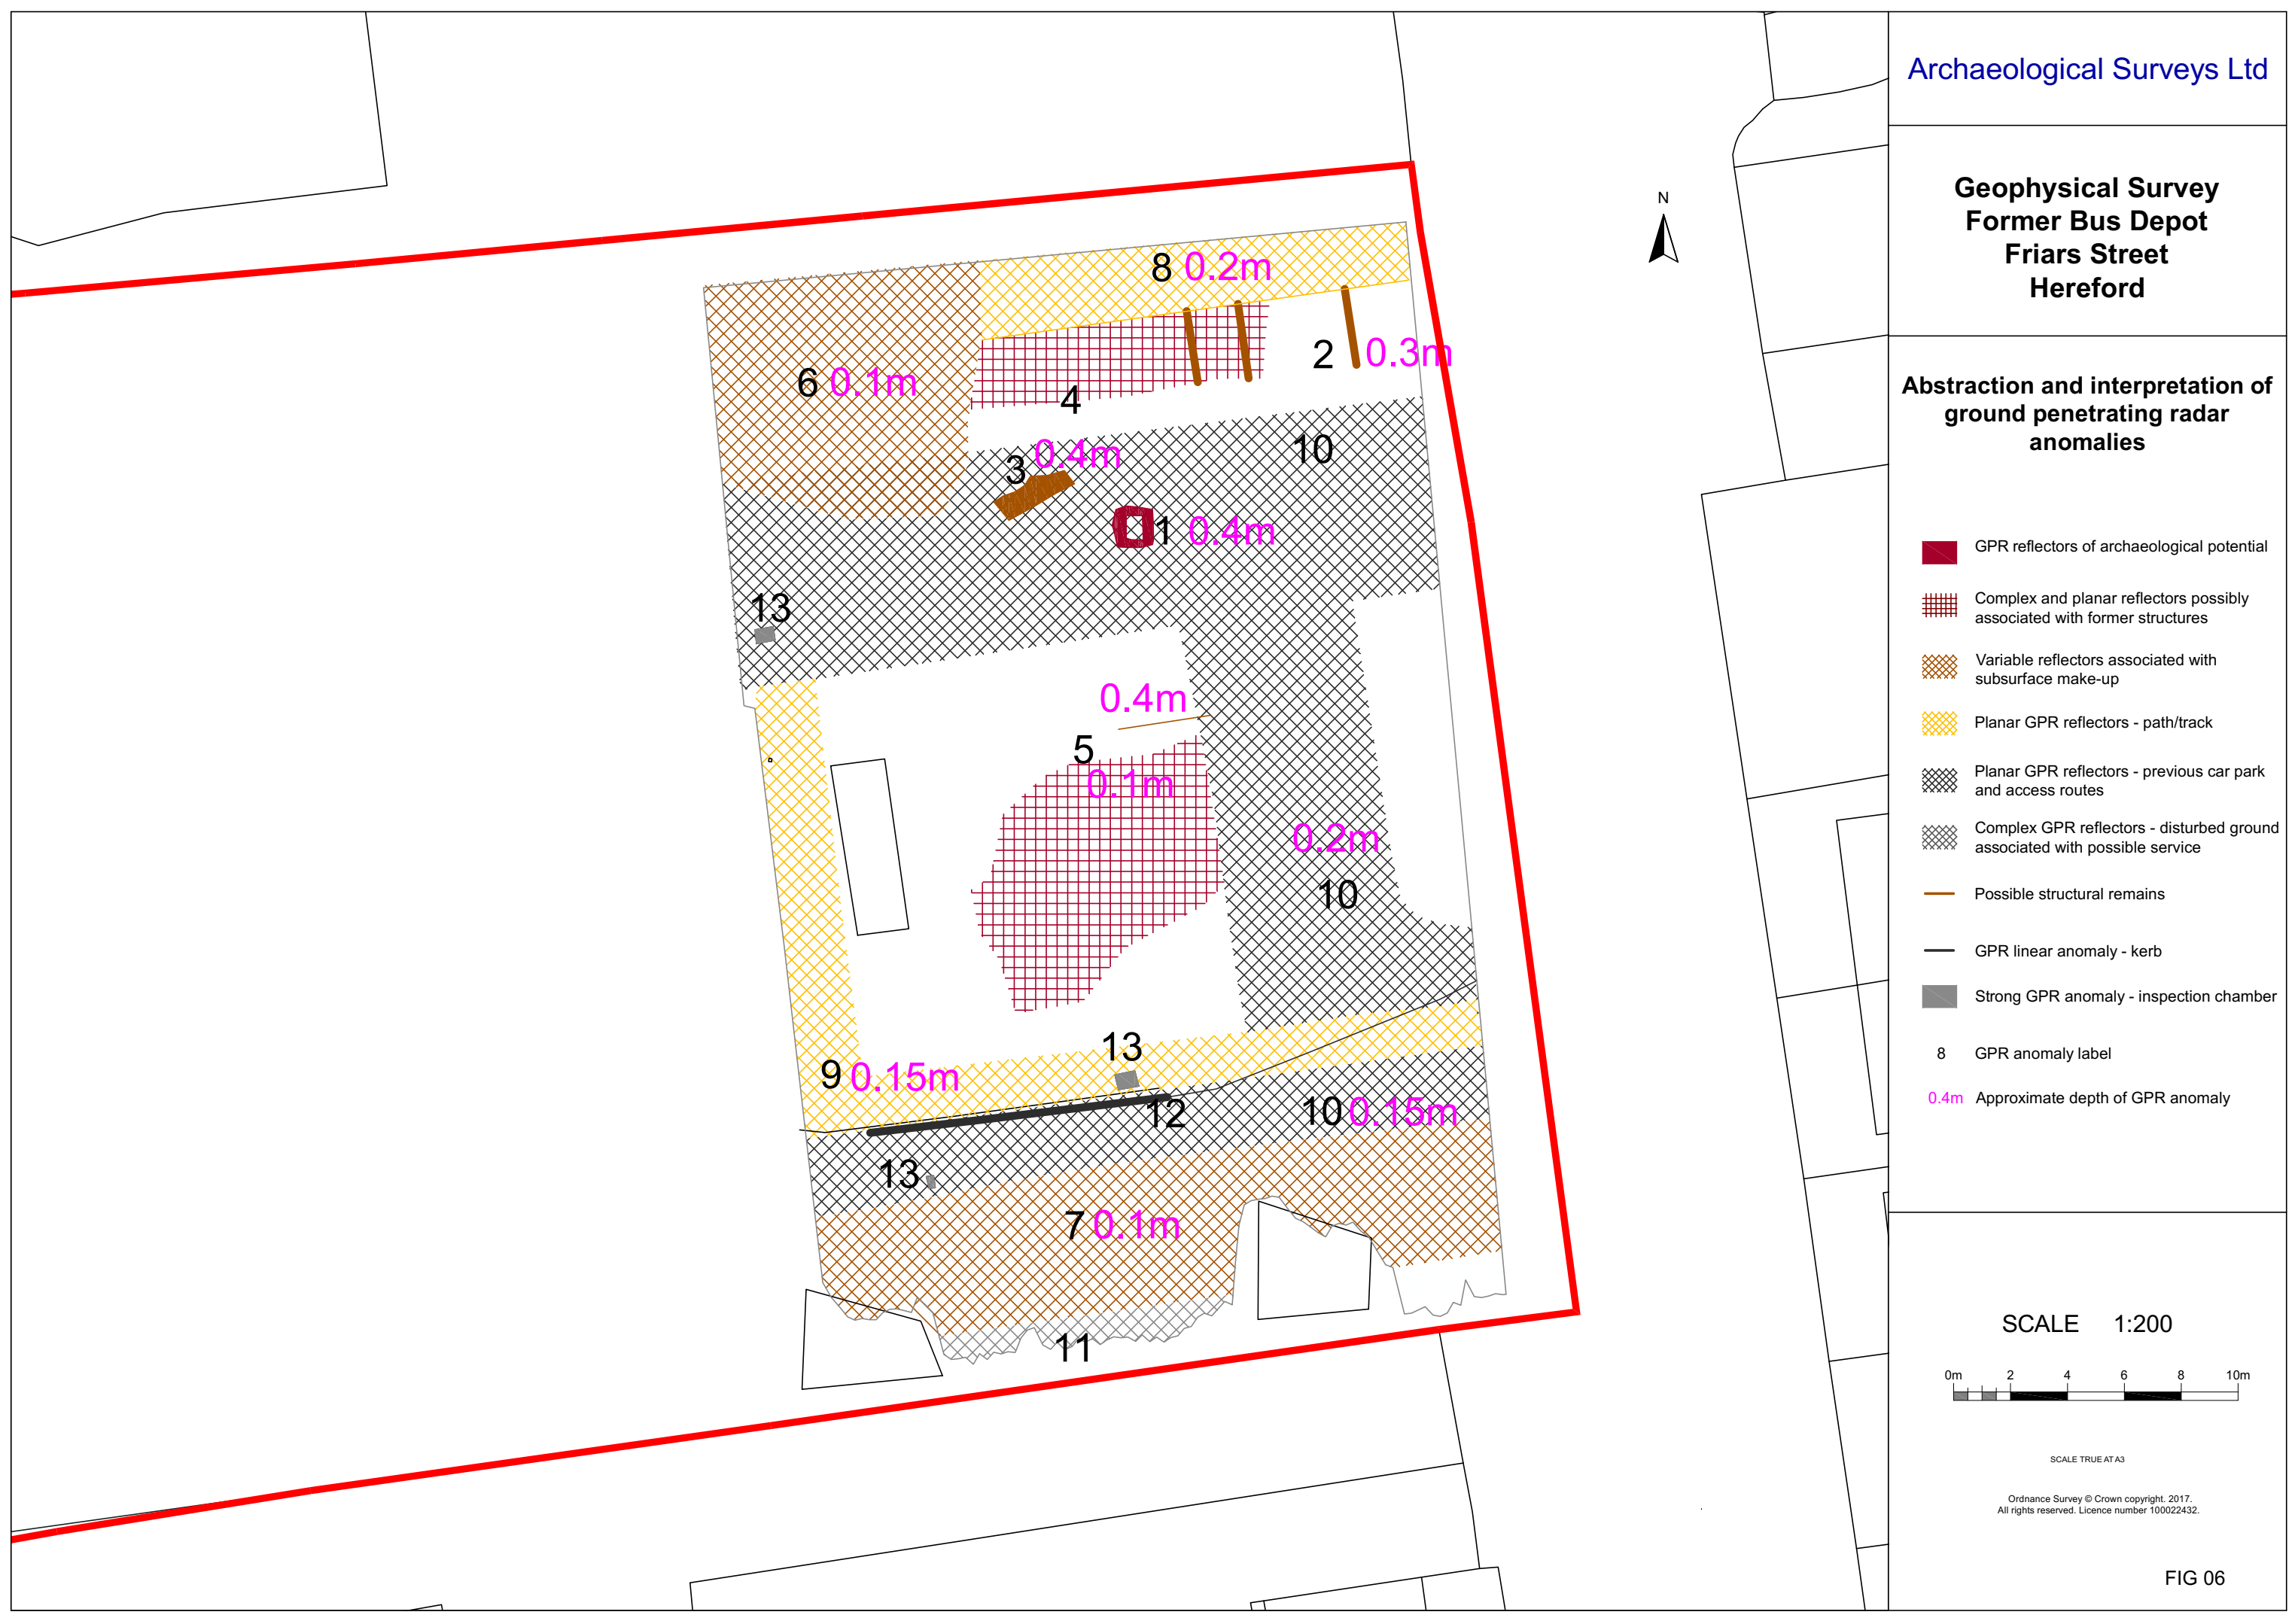 Archaeological Surveys Ltd
Geophysical Survey
Former Bus Depot
Friars Street
Hereford
Abstraction and interpretation of
ground penetrating radar
anomalies
GPR reflectors of archaeological potential
Complex and planar reflectors possibly
associated with former structures
Variable reflectors associated with
subsurface make-up
Planar GPR reflectors - path/track
Planar GPR reflectors - previous car park
and access routes
Complex GPR reflectors - disturbed ground
associated with possible service
Possible structural remains
GPR linear anomaly - kerb
Strong GPR anomaly - inspection chamber
8 GPR anomaly label
0.4m Approximate depth of GPR anomaly
SCALE 1:200
0m 2 4 6 8 10m
SCALE TRUE AT A3
Ordnance Survey © Crown copyright. 2017.
All rights reserved. Licence number 100022432.
FIG 06
N
8 0.2m
2 0.3m
6 0.1m
4
10
3 0.4m
1 0.4m
13
0.4m
5
0.1m
0.2m
10
13
9 0.15m
12
10 0.15m
13
7 0.1m
11